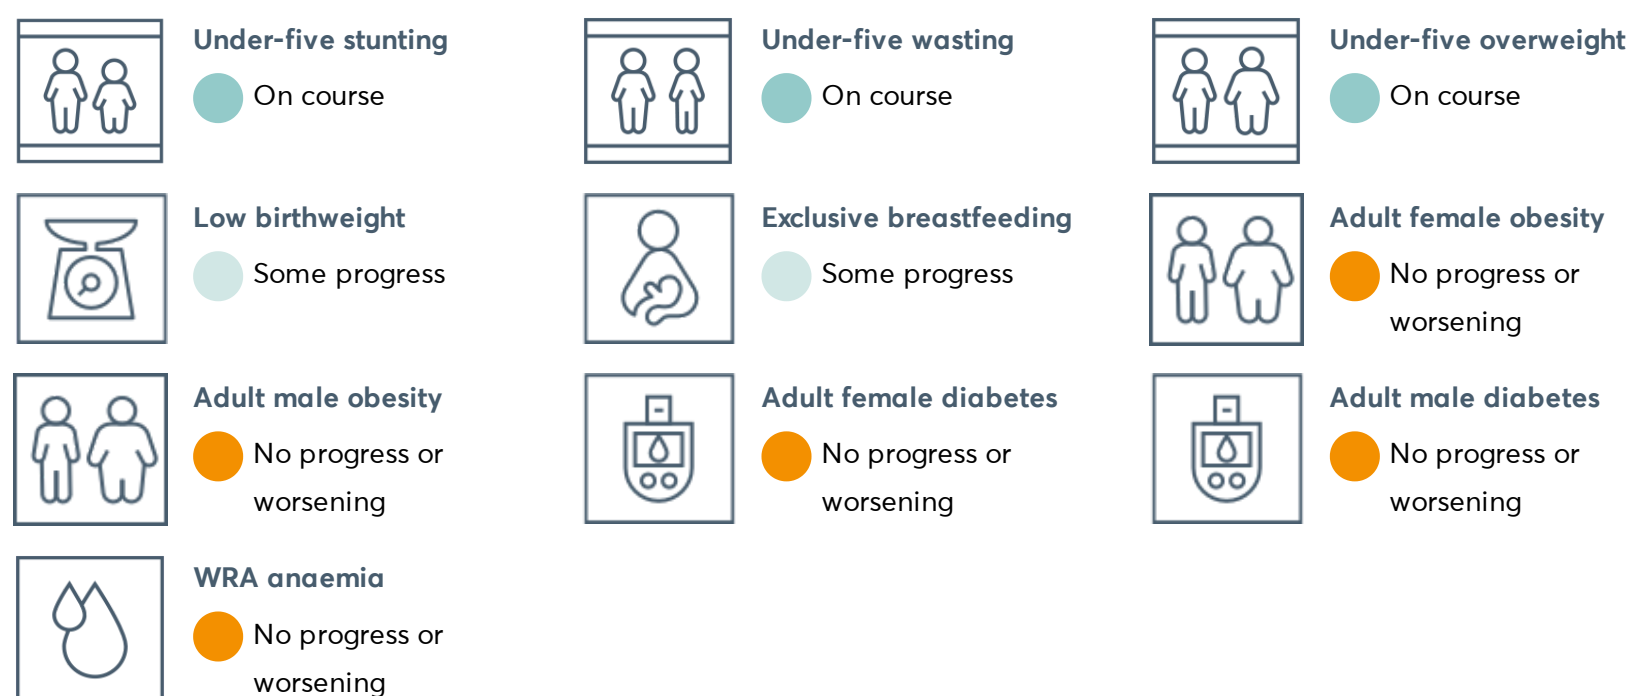 Under-five stunting
On course
Under-five wasting
On course
Under-five overweight
On course
Low birthweight
Some progress
Exclusive breastfeeding
Some progress
Adult female obesity
No progress or
worsening
Adult male obesity
No progress or
worsening
Adult female diabetes
No progress or
worsening
Adult male diabetes
No progress or
worsening
WRA anaemia
No progress or
worsening